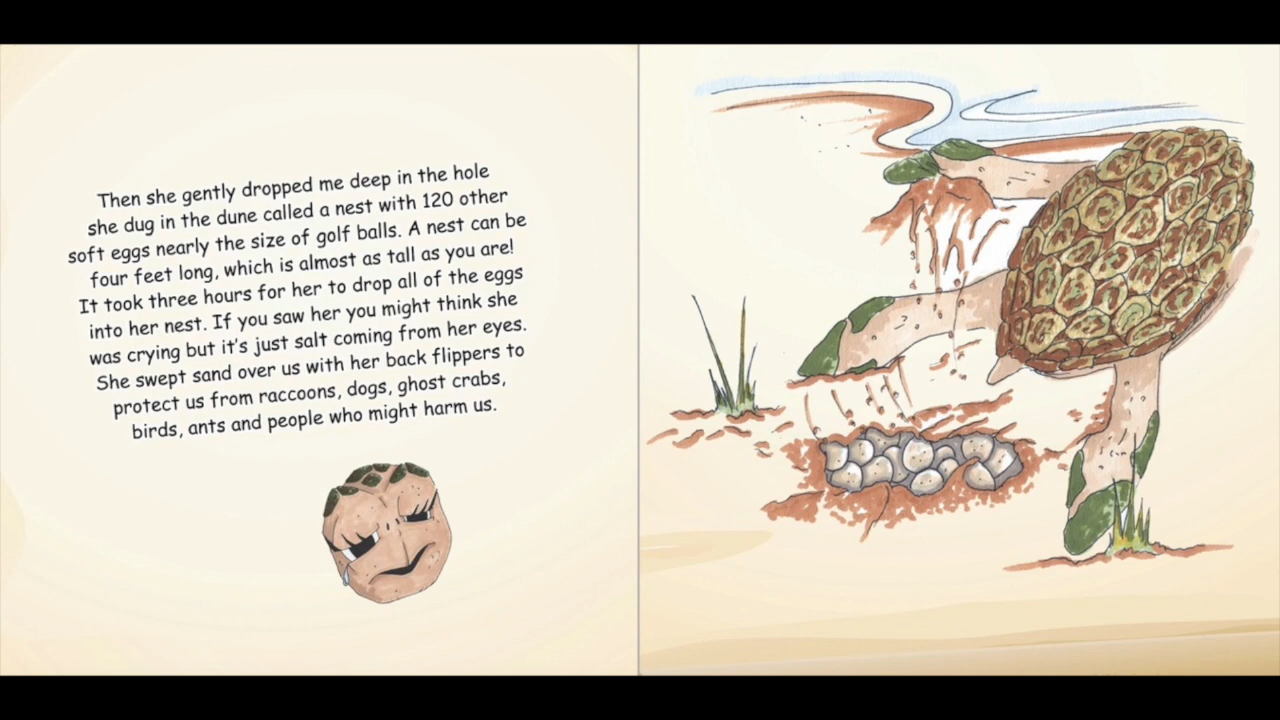 Then she gently dropped me deep in the hole
she dug in the dune called a nest with 120 other
soft eggs nearly the size of golf balls. A nest can be
four feet long, which is almost as tall as you are!
It took three hours for her to drop all of the eggs
into her nest. If you saw her you might think she
was crying but it's just salt coming from her eyes.
She swept sand over us with her back flippers to
protect us from raccoons, dogs, ghost crabs,
birds, ants and people who might harm us.